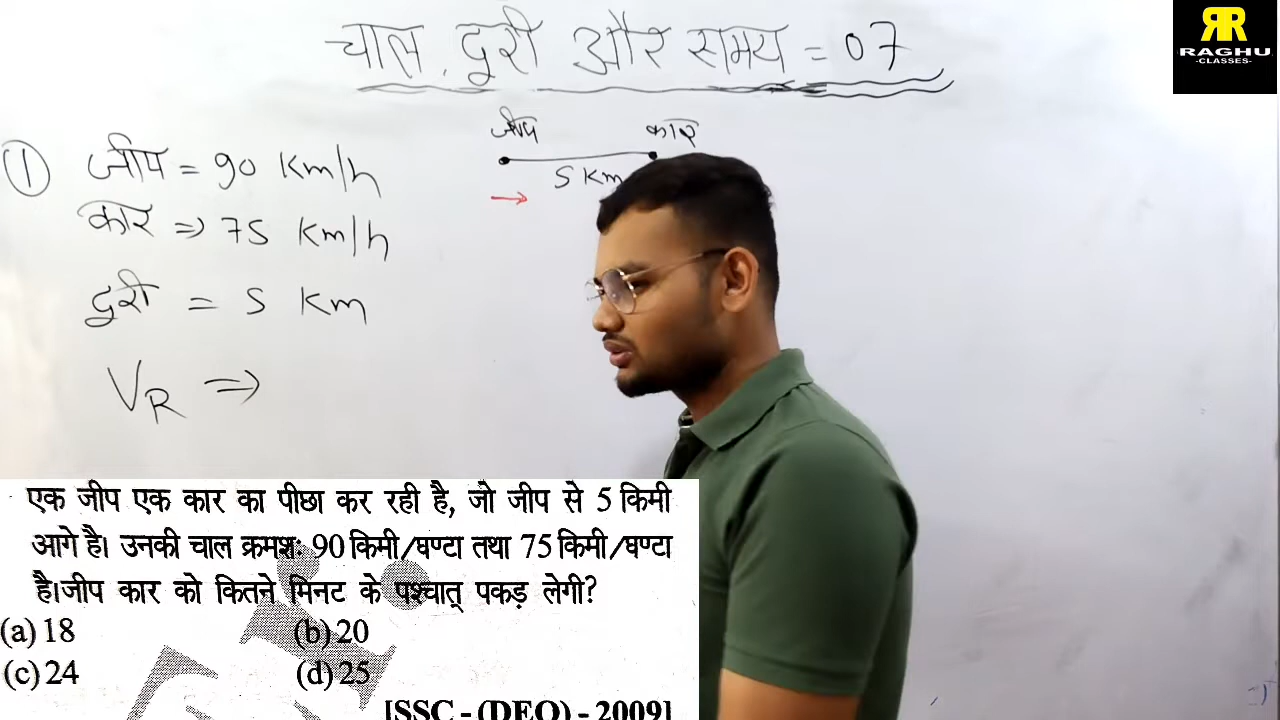 चाल, दूरी और समय = 07
RR
RAGHU
-CLASSES-
जीप कार
5 Km
① जीप = 90 Km/h
कार => 75 Km/h
दूरी = 5 Km
VR =>
एक जीप एक कार का पीछा कर रही है, जो जीप से 5 किमी
आगे है। उनकी चाल क्रमशः 90 किमी/घण्टा तथा 75 किमी/घण्टा
है।जीप कार को कितने मिनट के पश्चात् पकड़ लेगी?
(a) 18 (b) 20
(c) 24 (d) 25
[SSC - (DEO) - 2009]